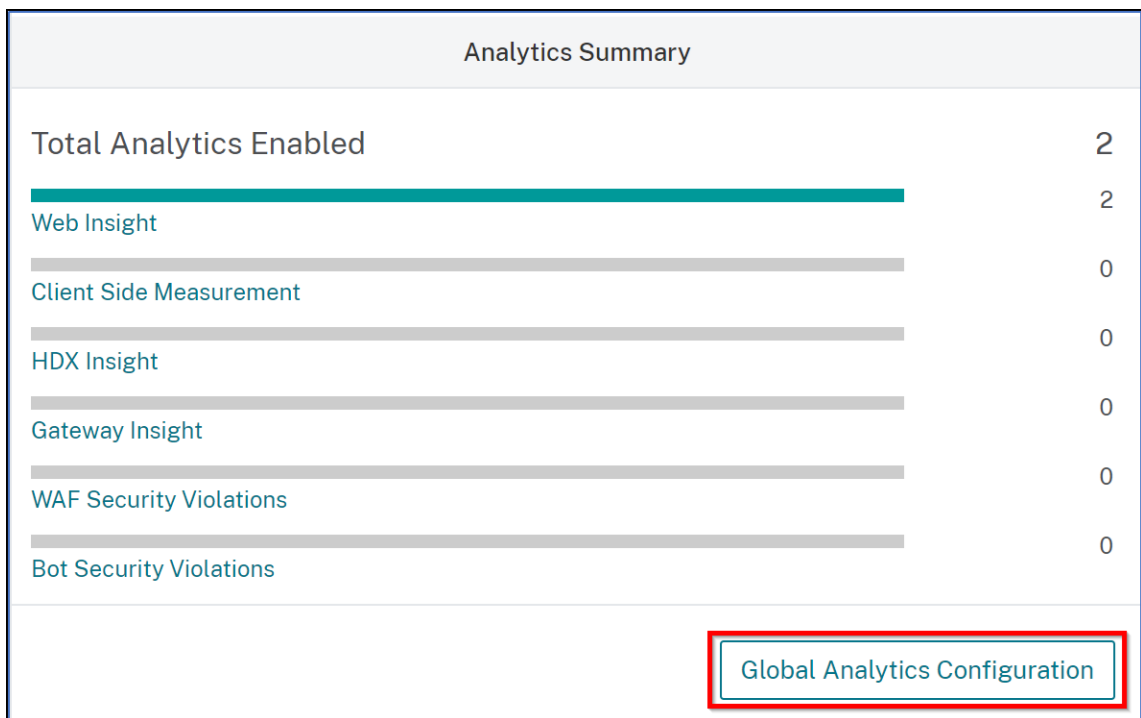 Analytics Summary
Total Analytics Enabled 2
2
Web Insight
0
Client Side Measurement
0
HDX Insight
0
Gateway Insight
0
WAF Security Violations
0
Bot Security Violations
Global Analytics Configuration